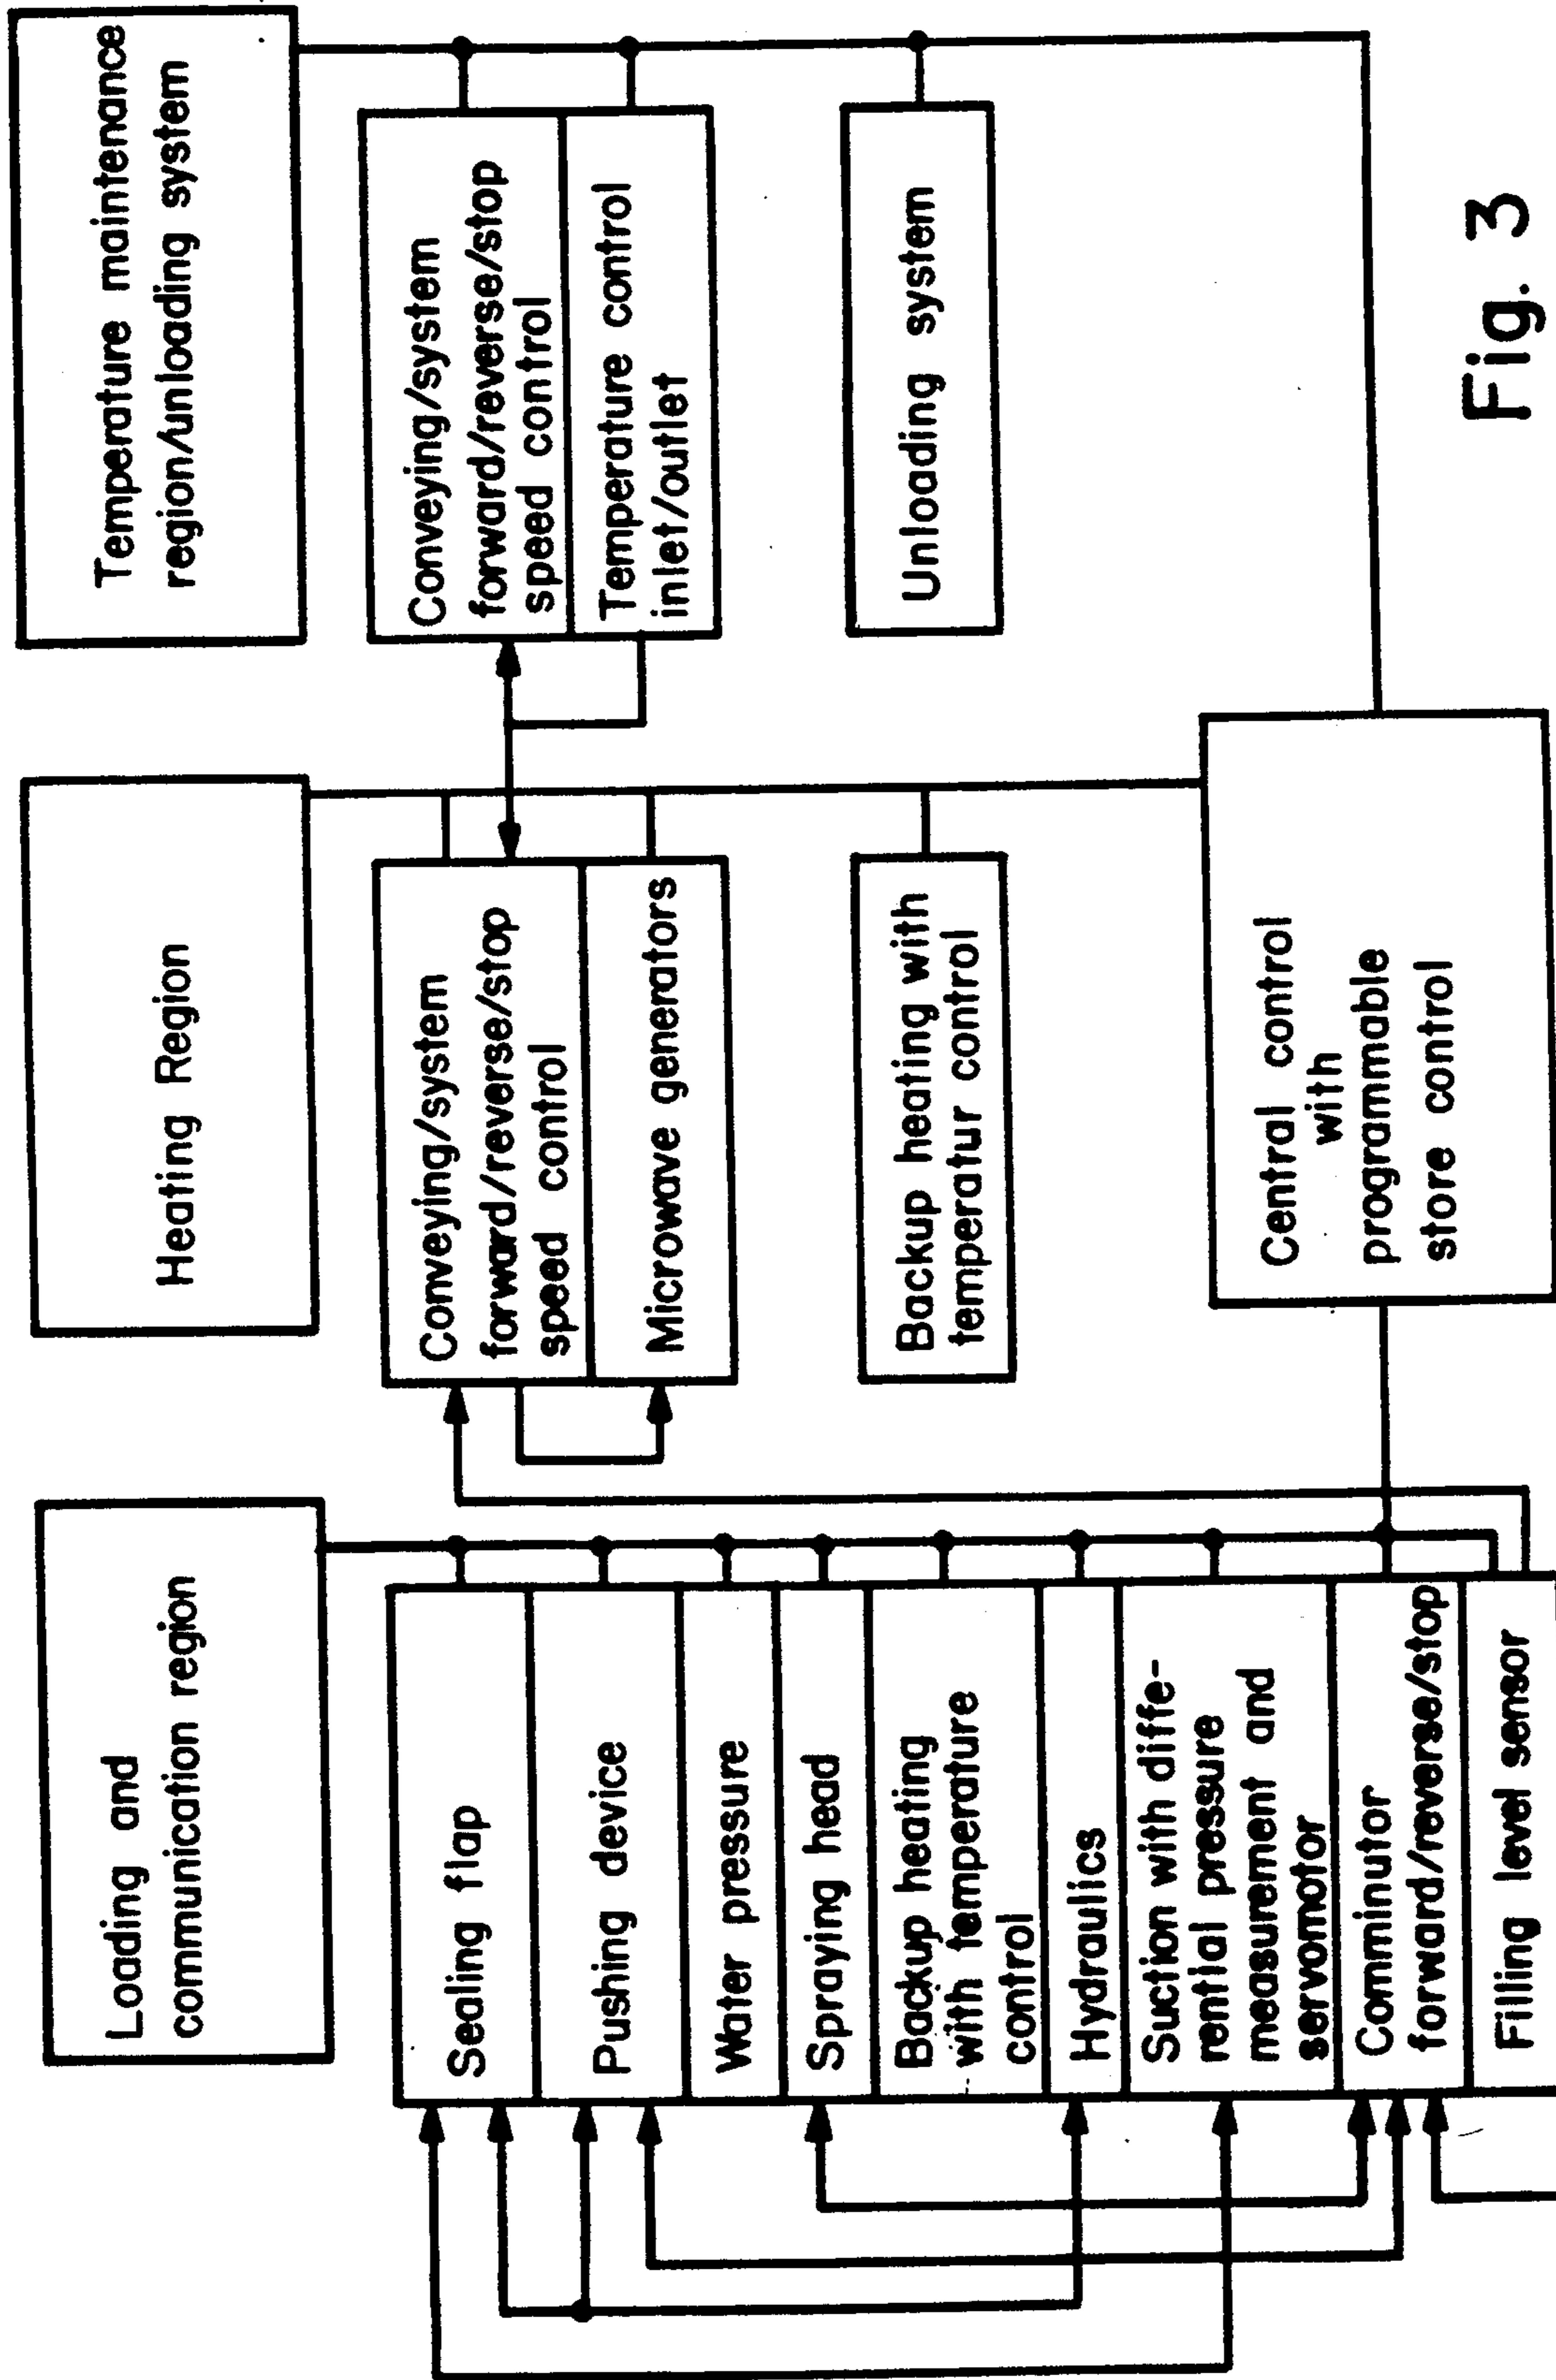 Loading and
communication region
Sealing flap
Pushing device
Water pressure
Spraying head
Backup heating
with temperature
control
Hydraulics
Suction with diffe-
rential pressure
measurement and
servomotor
Comminutor
forward/reverse/stop
Filling level sensor
Heating Region
Conveying/system
forward/reverse/stop
speed control
Microwave generators
Backup heating with
temperatur control
Central control
with
programmable
store control
Temperature maintenance
region/unloading system
Conveying/system
forward/reverse/stop
speed control
Temperature control
inlet/outlet
Unloading system
Fig. 3